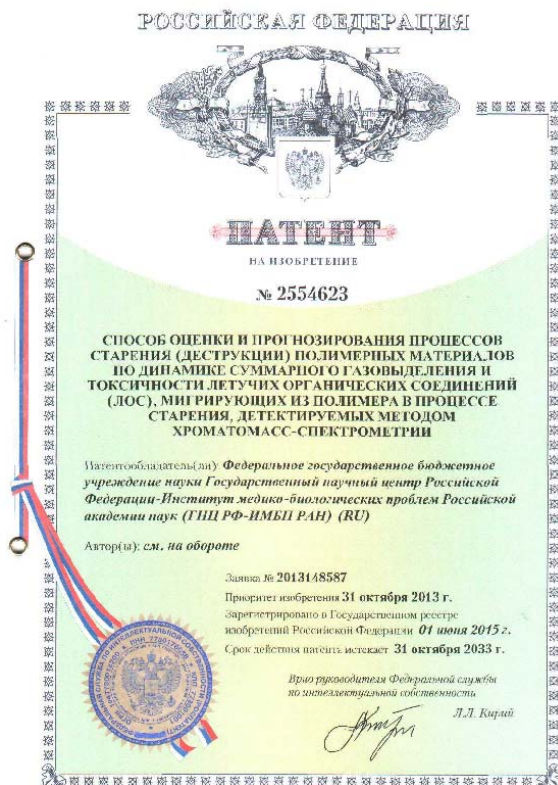 РОССИЙСКАЯ ФЕДЕРАЦИЯ
ПАТЕНТ
НА ИЗОБРЕТЕНИЕ
№ 2554623
СПОСОБ ОЦЕНКИ И ПРОГНОЗИРОВАНИЯ ПРОЦЕССОВ
СТАРЕНИЯ (ДЕСТРУКЦИИ) ПОЛИМЕРНЫХ МАТЕРИАЛОВ
ПО ДИНАМИКЕ СУММАРНОГО ГАЗОВЫДЕЛЕНИЯ И
ТОКСИЧНОСТИ ЛЕТУЧИХ ОРГАНИЧЕСКИХ СОЕДИНЕНИЙ
(ЛОС), МИГРИРУЮЩИХ ИЗ ПОЛИМЕРА В ПРОЦЕССЕ
СТАРЕНИЯ, ДЕТЕКТИРУЕМЫХ МЕТОДОМ
ХРОМАТОМАСС-СПЕКТРОМЕТРИИ
Патентообладатель(ли): Федеральное государственное бюджетное
учреждение науки Государственный научный центр Российской
Федерации-Институт медико-биологических проблем Российской
академии наук (ГНЦ РФ-ИМБП РАН) (RU)
Автор(ы): см. на обороте
Заявка № 2013148587
Приоритет изобретения 31 октября 2013 г.
Зарегистрировано в Государственном реестре
изобретений Российской Федерации 01 июня 2015 г.
Срок действия патента истекает 31 октября 2033 г.
Врио руководителя Федеральной службы
по интеллектуальной собственности
Л.Л. Кирий